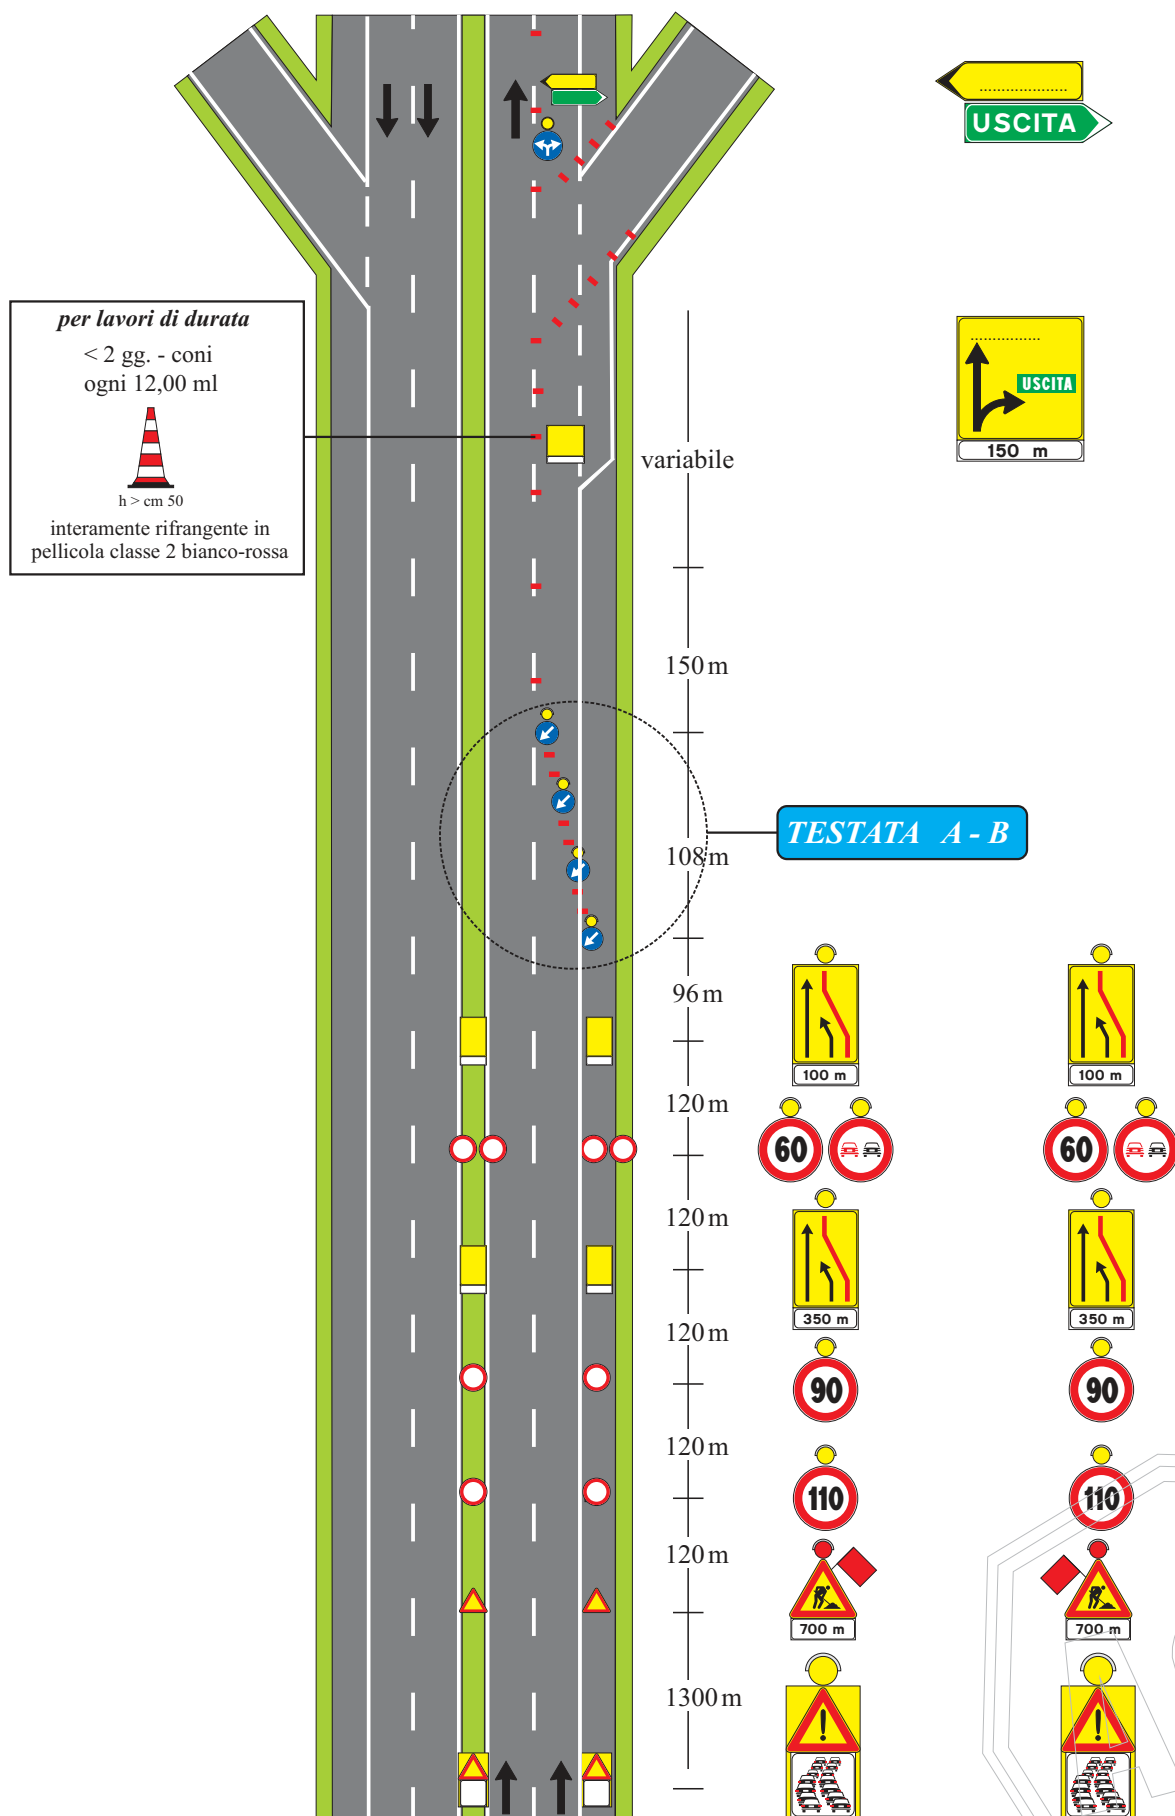 USCITA
per lavori di durata
< 2 gg. - coni
ogni 12,00 ml
h > cm 50
interamente rifrangente in
pellicola classe 2 bianco-rossa
USCITA
150 m
variabile
150 m
TESTATA A - B
108m
96 m
100 m
100 m
120 m
60
60
120 m
350 m
350 m
120 m
90
90
120 m
110
110
120 m
700 m
700 m
1300 m